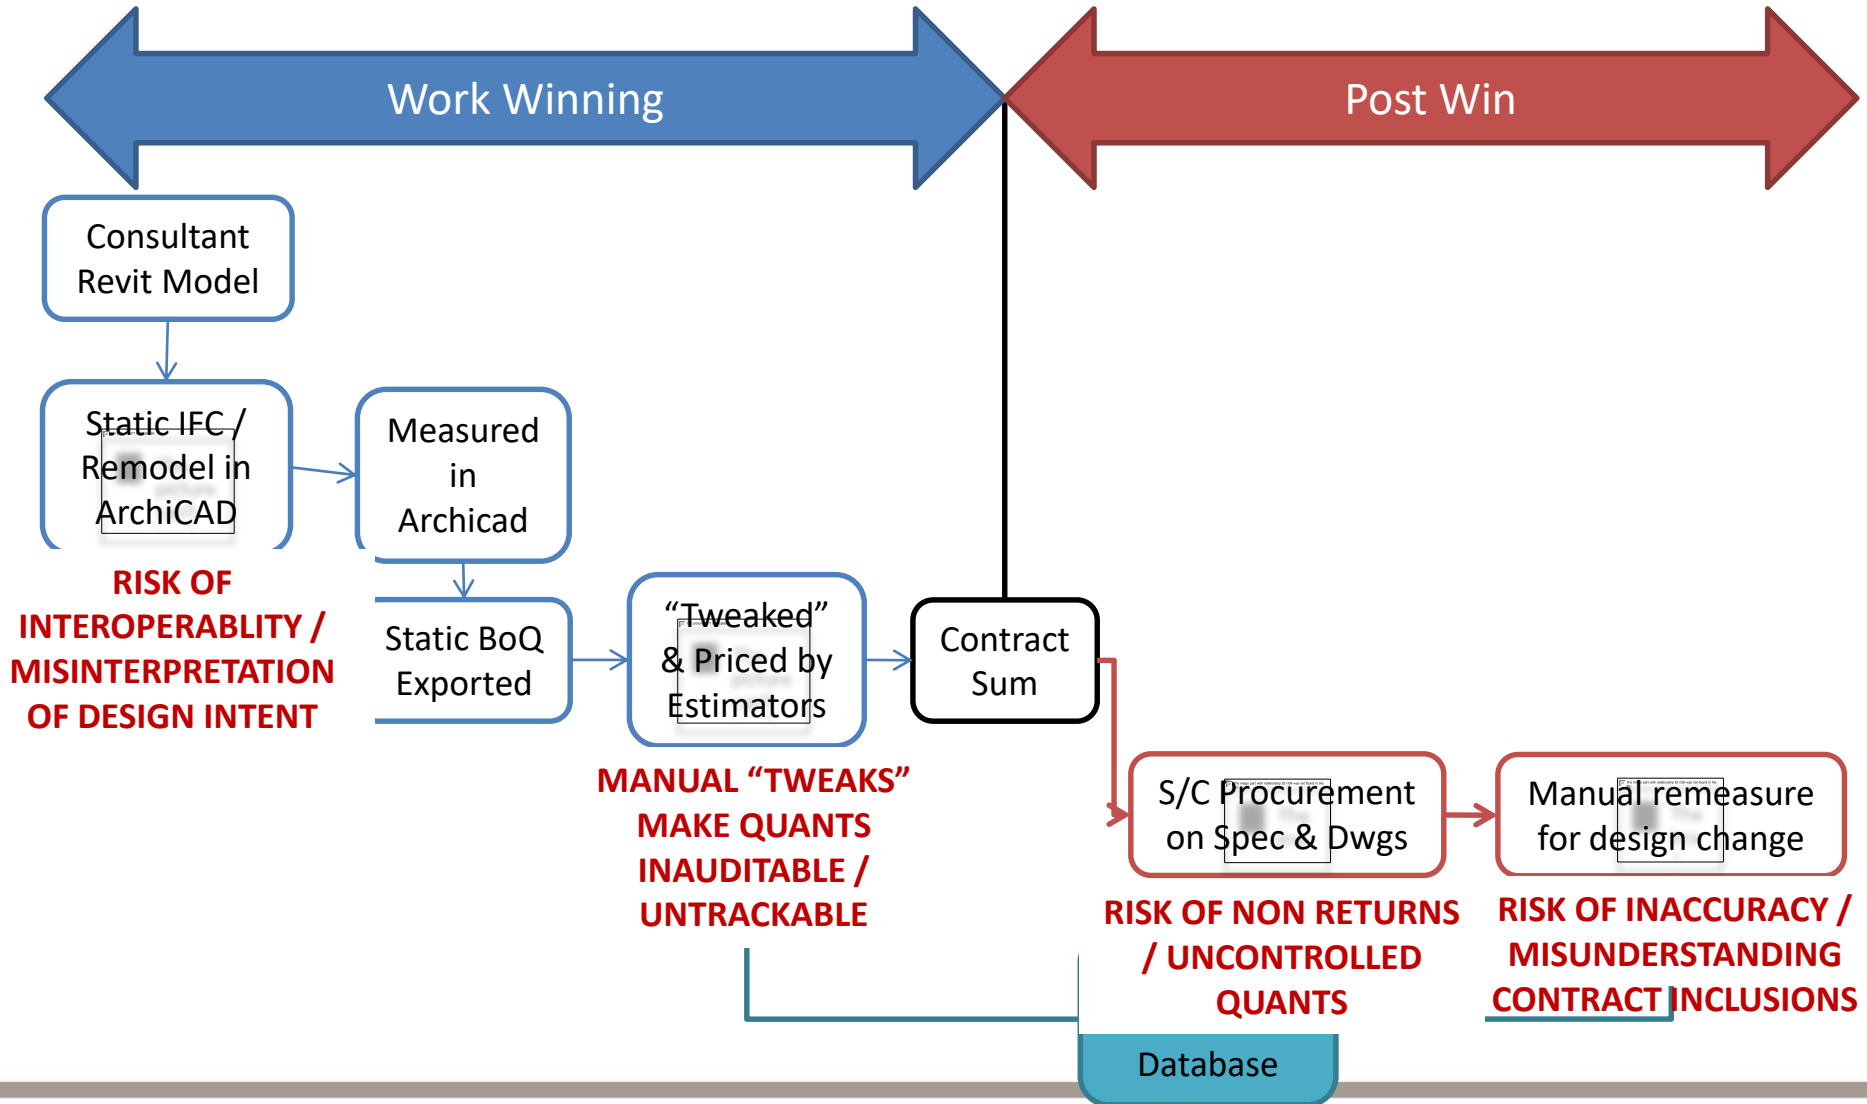 Work Winning
Post Win
Consultant
Revit Model
Static IFC /
Remodel in
ArchiCAD
Measured
in
Archicad
RISK OF
INTEROPERABLITY /
MISINTERPRETATION
OF DESIGN INTENT
Static BoQ
Exported
“Tweaked”
& Priced by
Estimators
Contract
Sum
MANUAL “TWEAKS”
MAKE QUANTS
INAUDITABLE /
UNTRACKABLE
S/C Procurement
on Spec & Dwgs
Manual remeasure
for design change
RISK OF NON RETURNS
/ UNCONTROLLED
QUANTS
RISK OF INACCURACY /
MISUNDERSTANDING
CONTRACT INCLUSIONS
Database